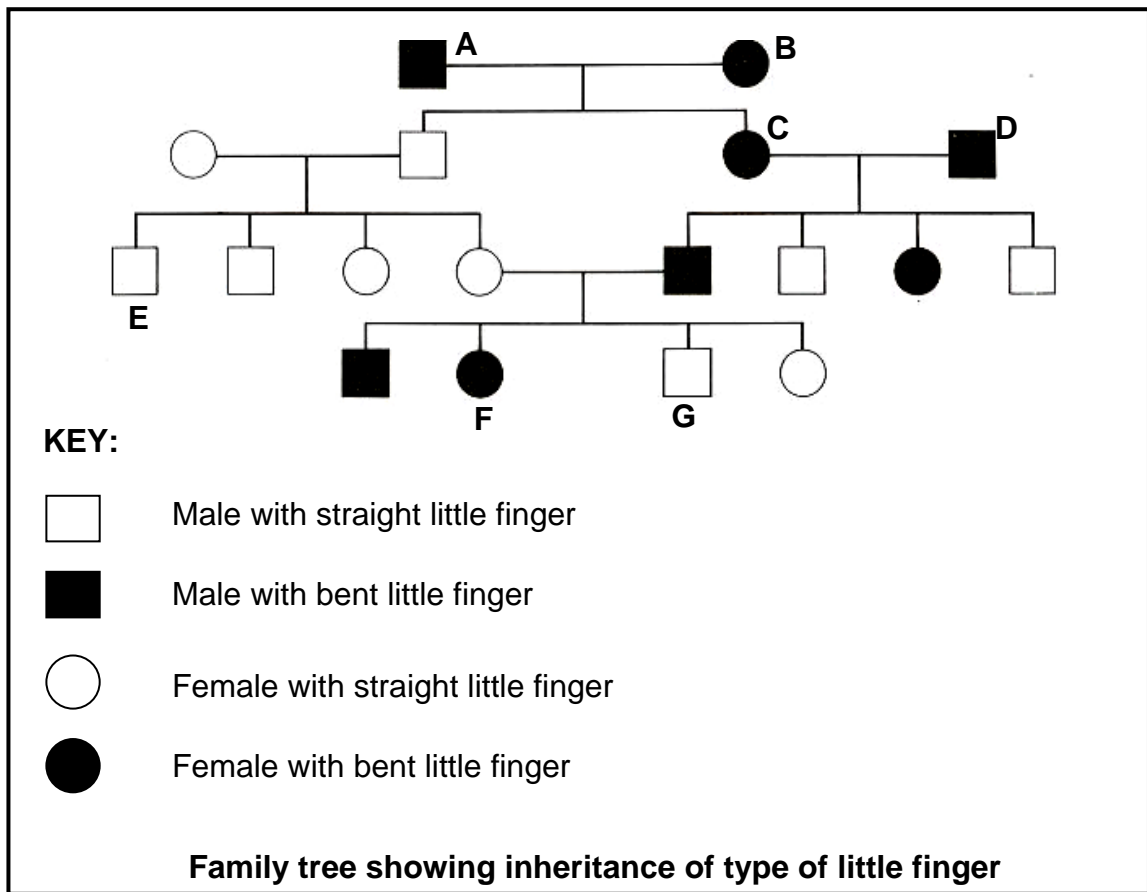 A
B
C
D
E
F
G
KEY:
Male with straight little finger
Male with bent little finger
Female with straight little finger
Female with bent little finger
Family tree showing inheritance of type of little finger